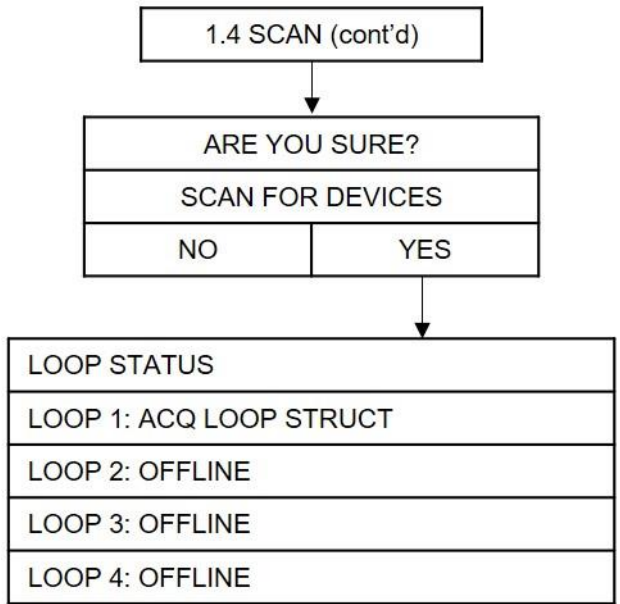 1.4 SCAN (cont’d)
ARE YOU SURE?
SCAN FOR DEVICES
NO YES
LOOP STATUS
LOOP 1: ACQ LOOP STRUCT
LOOP 2: OFFLINE
LOOP 3: OFFLINE
LOOP 4: OFFLINE